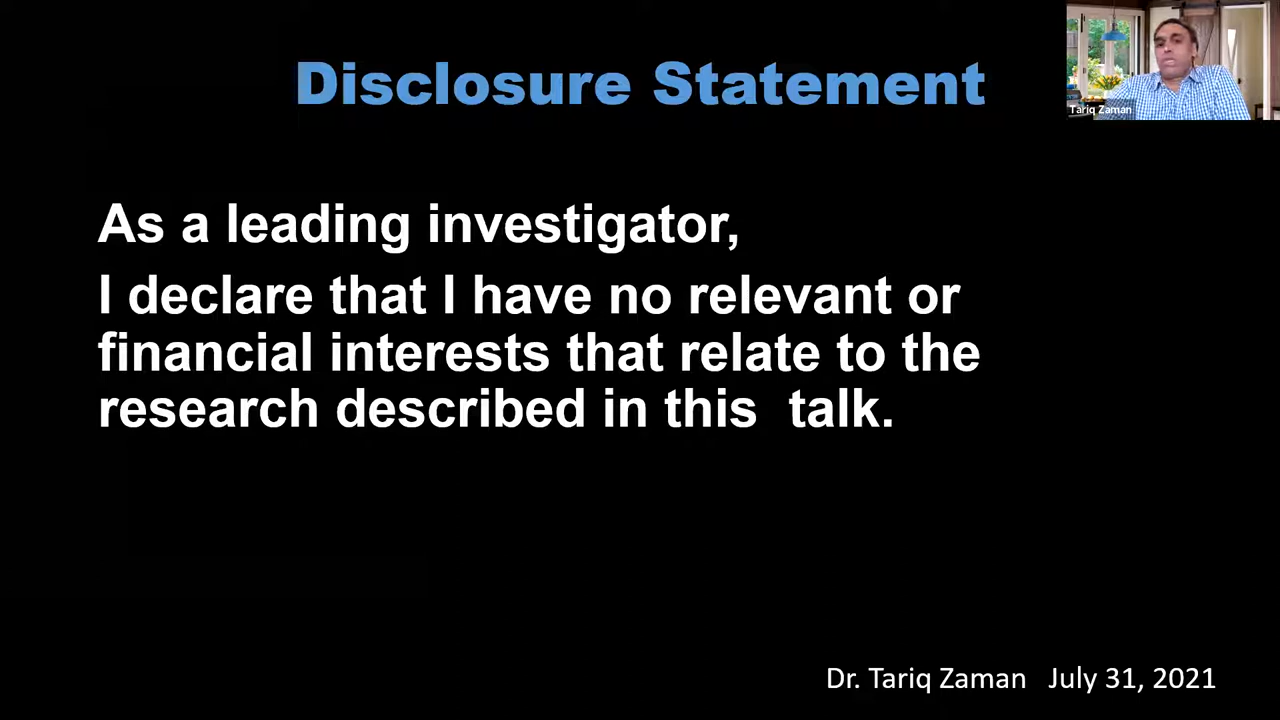 Disclosure Statement
Tariq Zaman
As a leading investigator,
I declare that I have no relevant or
financial interests that relate to the
research described in this  talk.
Dr. Tariq Zaman   July 31, 2021